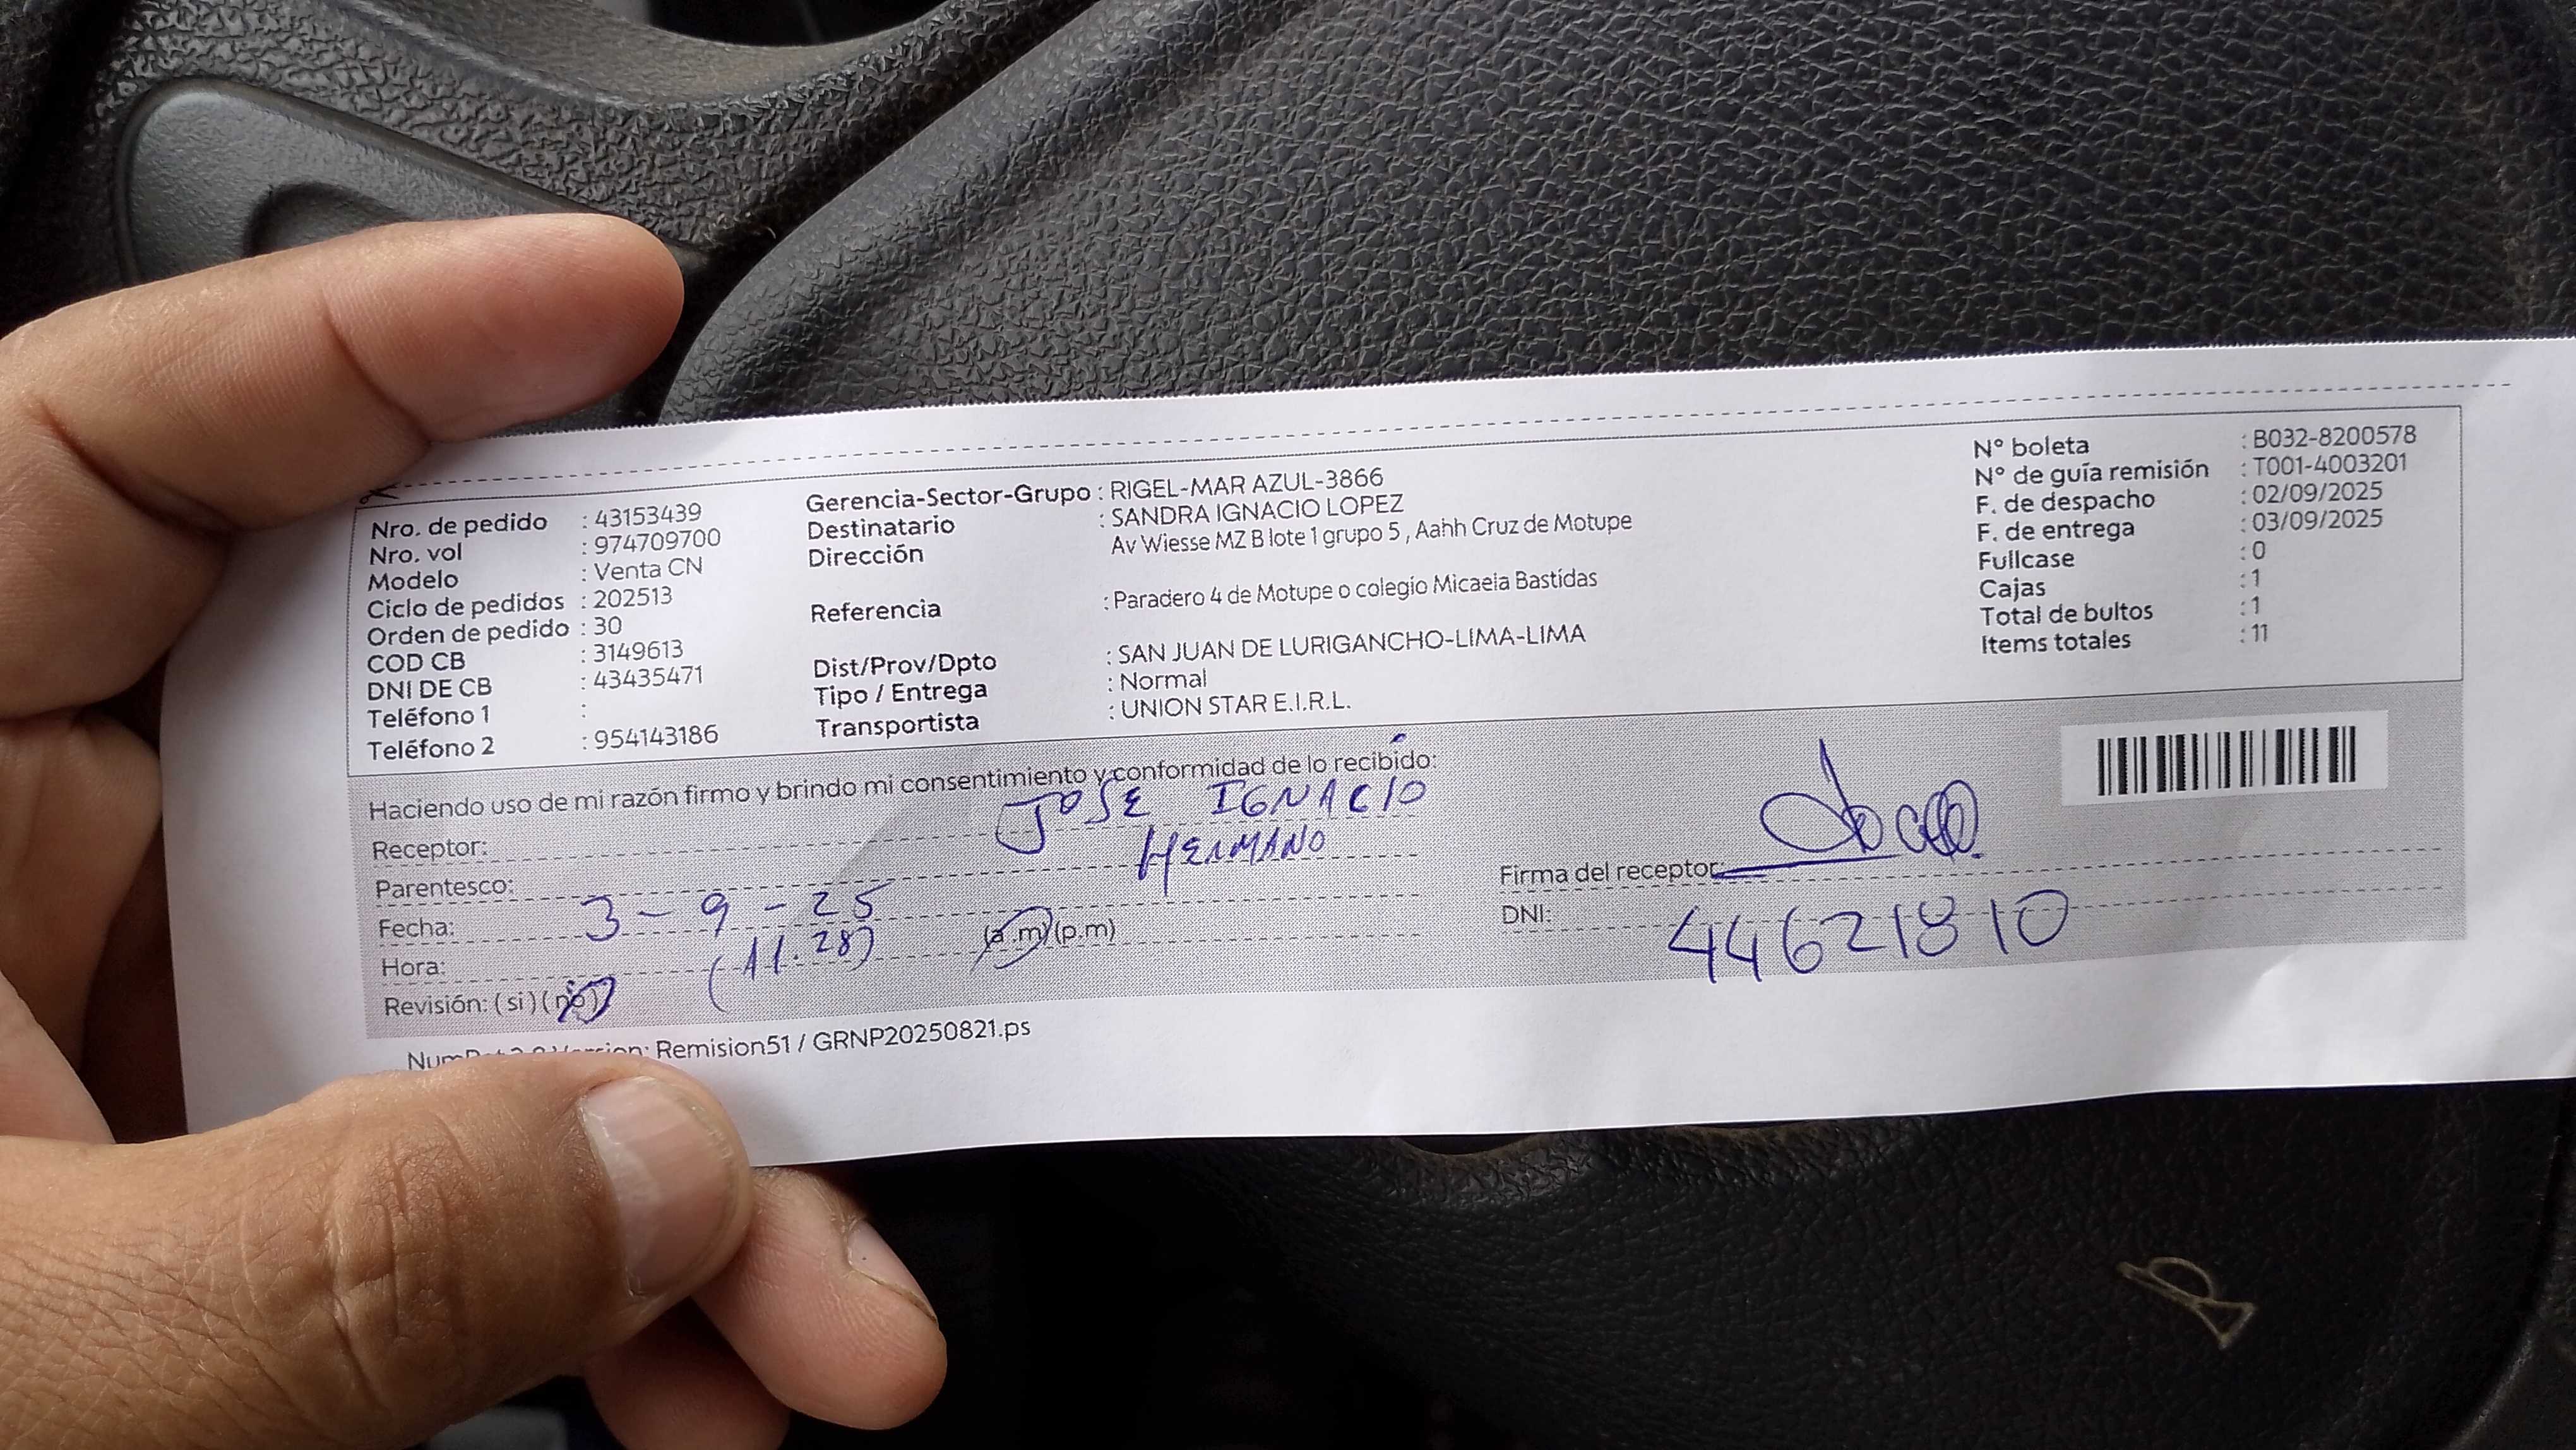 Nro. de pedido : 43153439
Nro. vol : 974709700
Modelo : Venta CN
Ciclo de pedidos : 202513
Orden de pedido : 30
COD CB : 3149613
DNI DE CB : 43435471
Teléfono 1 :
Teléfono 2 : 954143186
Gerencia-Sector-Grupo : RIGEL-MAR AZUL-3866
Destinatario : SANDRA IGNACIO LOPEZ
Dirección Av Wiesse MZ B lote 1 grupo 5 , Aahh Cruz de Motupe
Referencia : Paradero 4 de Motupe o colegio Micaela Bastidas
Dist/Prov/Dpto : SAN JUAN DE LURIGANCHO-LIMA-LIMA
Tipo / Entrega : Normal
Transportista : UNION STAR E.I.R.L.
N° boleta : B032-8200578
N° de guía remisión : T001-4003201
F. de despacho : 02/09/2025
F. de entrega : 03/09/2025
Fullcase : 0
Cajas : 1
Total de bultos : 1
Items totales : 11
Haciendo uso de mi razón firmo y brindo mi consentimiento y conformidad de lo recibido:
Receptor: JOSE IGNACIO
Parentesco: HERMANO
Fecha: 3-9-25
Hora: (11.28) (a.m)(p.m)
Revisión: (si)(no)
Firma del receptor:
DNI: 44621810
Remision51 / GRNP20250821.ps